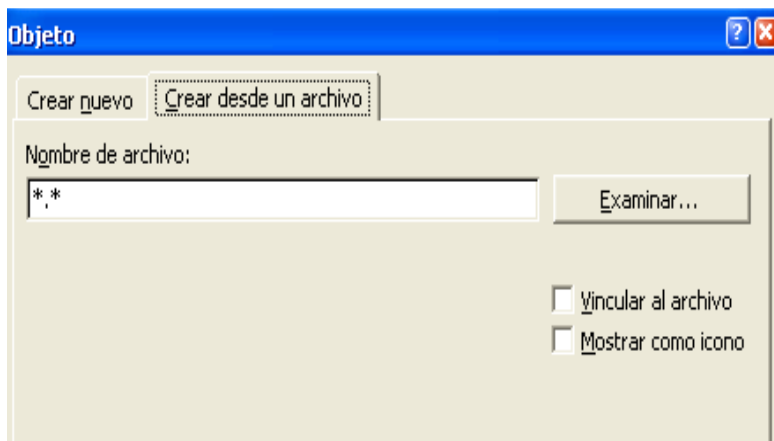 Objeto
Crear nuevo Crear desde un archivo
Nombre de archivo:
*.* Examinar...
Vincular al archivo
Mostrar como icono